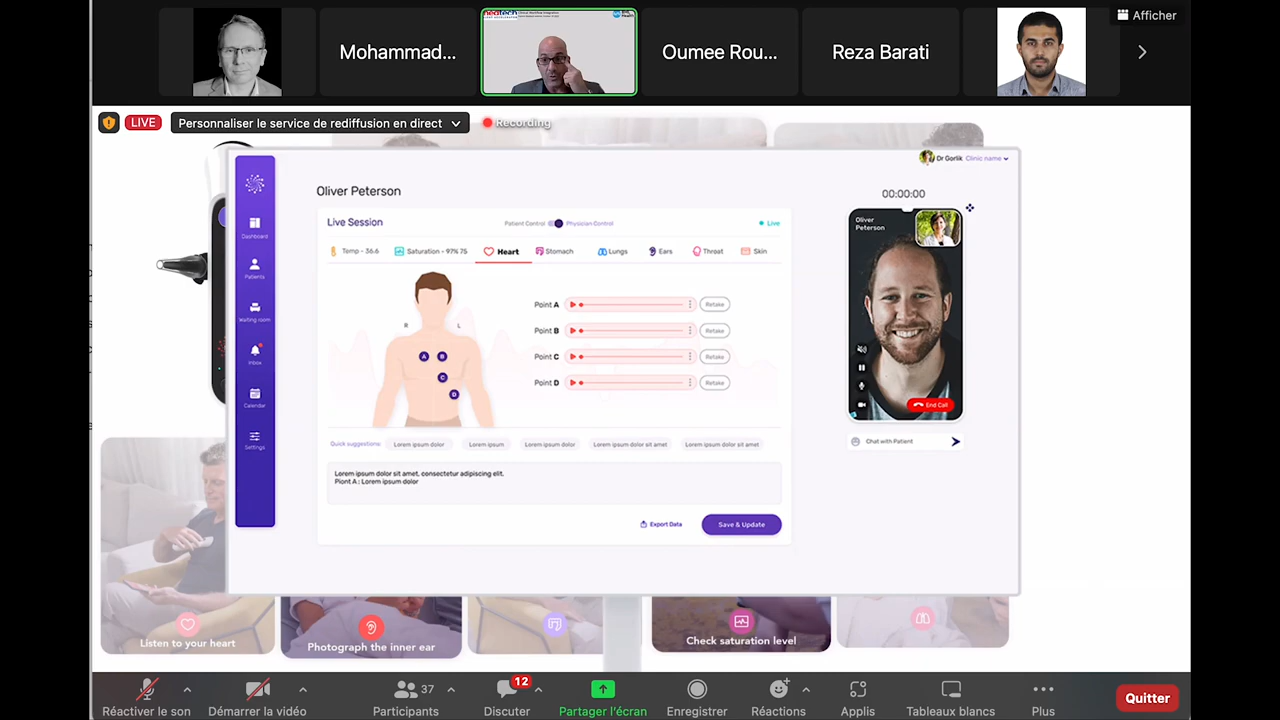 Afficher
Mohammad...
Oumee Rou...
Reza Barati
LIVE
Personnaliser le service de rediffusion en direct
Recording
Dr Gorlik Clinic name
Oliver Peterson
00:00:00
Live Session
Patient Control
Physician Control
Live
Oliver
Peterson
Temp - 36.6
Saturation - 97% 75
Heart
Stomach
Lungs
Ears
Throat
Skin
Dashboard
Patients
Waiting room
Inbox
Calendar
Settings
R
L
A
B
C
D
Point A
Retake
Point B
Retake
Point C
Retake
Point D
Retake
End Call
Chat with Patient
Quick suggestions:
Lorem ipsum dolor
Lorem ipsum
Lorem ipsum dolor
Lorem ipsum dolor sit amet
Lorem ipsum dolor sit amet
Lorem ipsum dolor sit amet, consectetur adipiscing elit.
Piont A : Lorem ipsum dolor
Export Data
Save & Update
Listen to your heart
Photograph the inner ear
Check saturation level
Réactiver le son
Démarrer la vidéo
37
Participants
12
Discuter
Partager l'écran
Enregistrer
Réactions
Applis
Tableaux blancs
Plus
Quitter